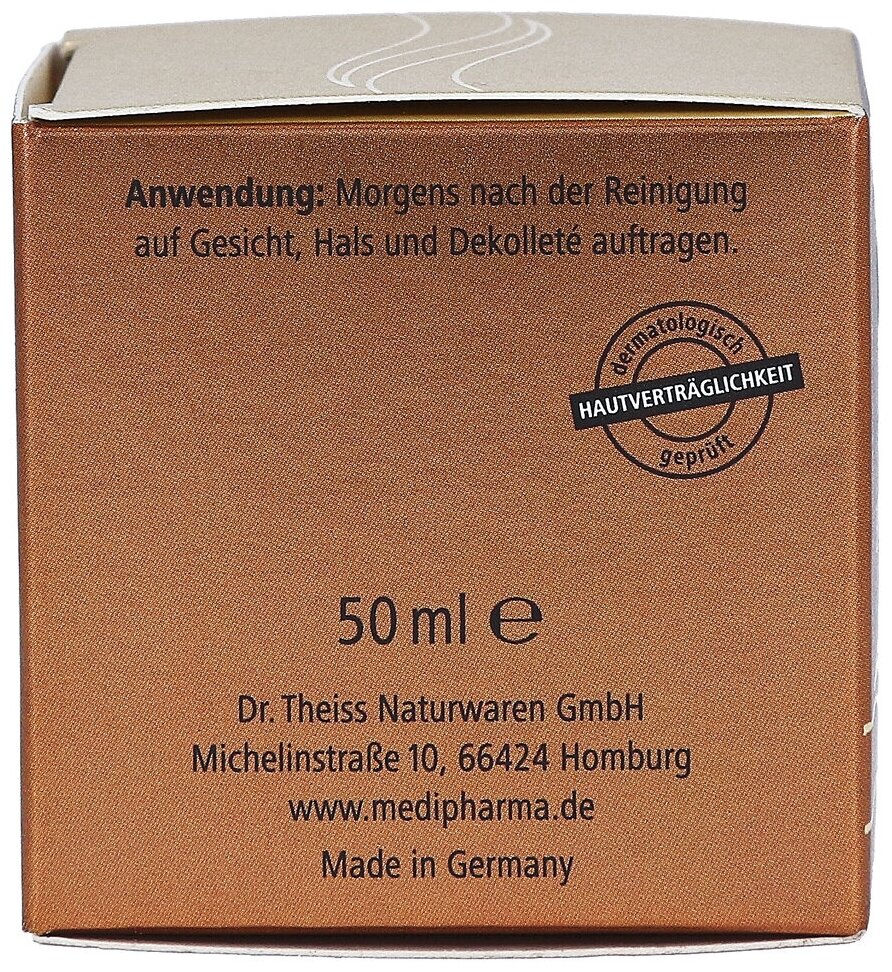 Anwendung: Morgens nach der Reinigung
auf Gesicht, Hals und Dekolleté auftragen.
dermatologisch
HAUTVERTRÄGLICHKEIT
geprüft
50 ml ℮
Dr. Theiss Naturwaren GmbH
Michelinstraße 10, 66424 Homburg
www.medipharma.de
Made in Germany